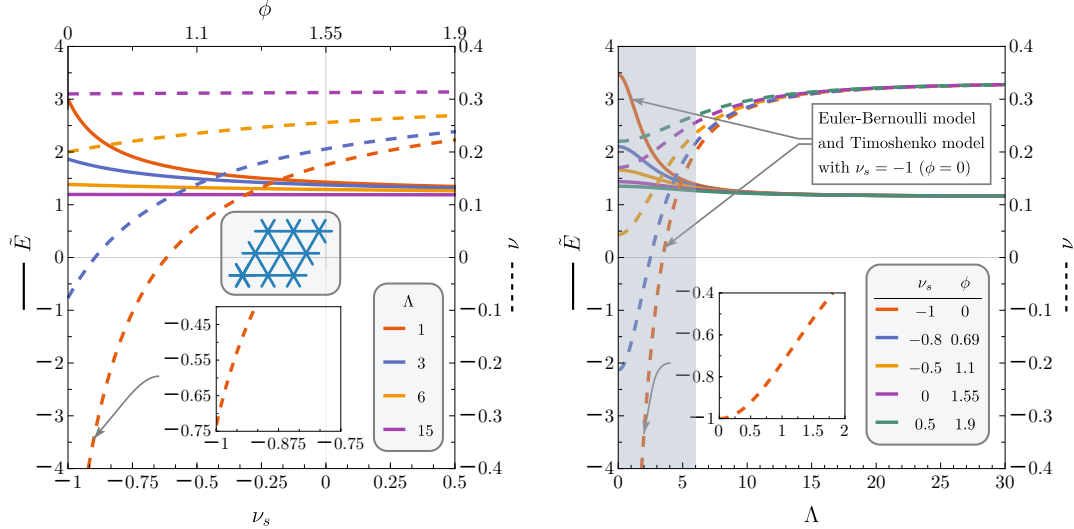 ϕ
0 1.1 1.55 1.9
4 0.4
3 0.3
2 0.2
1 0.1
0 0
−1 −0.1
−2 −0.2
−3 −0.3
−4 −0.4
Ẽ
ν
−0.45
−0.55
−0.65
−0.75
−1 −0.875 −0.75
Λ
1
3
6
15
−1 −0.75 −0.5 −0.25 0 0.25 0.5
ν_s
4 0.4
3 0.3
2 0.2
1 0.1
0 0
−1 −0.1
−2 −0.2
−3 −0.3
−4 −0.4
Ẽ
ν
Euler-Bernoulli model
and Timoshenko model
with ν_s = −1 (ϕ = 0)
−0.4
−0.6
−0.8
−1
0 0.5 1 1.5 2
ν_s ϕ
−1 0
−0.8 0.69
−0.5 1.1
0 1.55
0.5 1.9
0 5 10 15 20 25 30
Λ